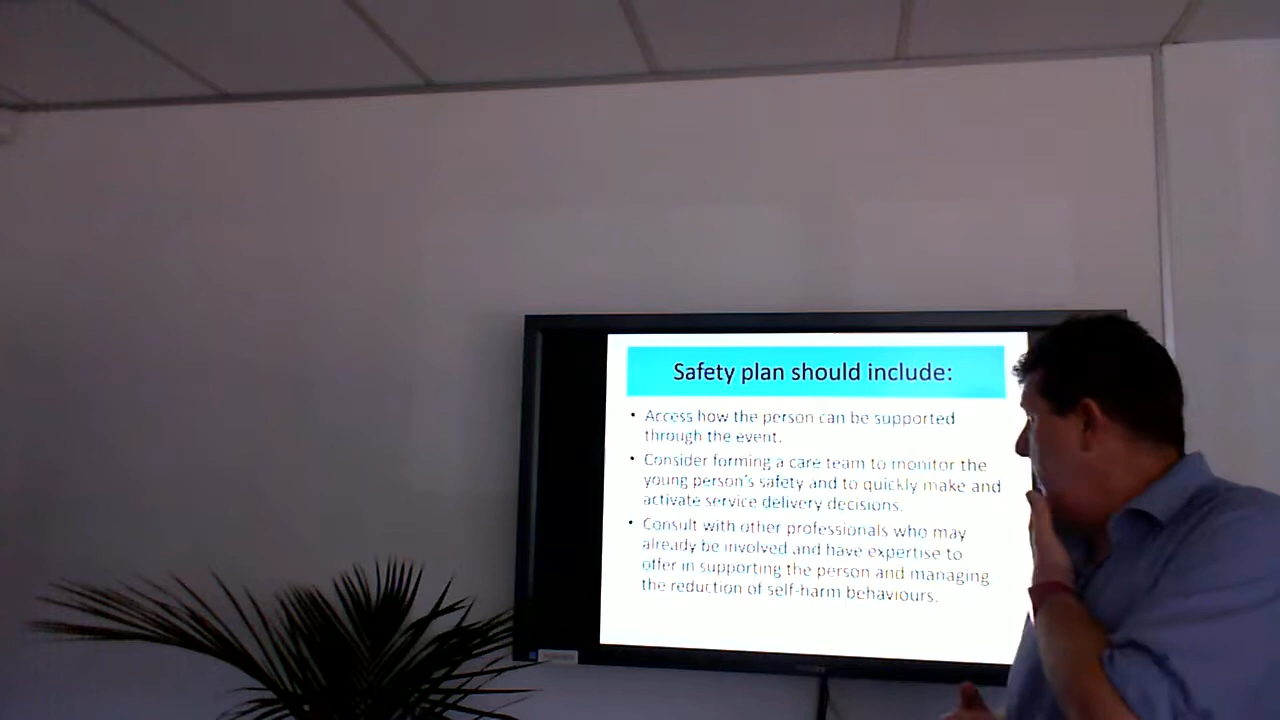 Safety plan should include:
• Access how the person can be supported
through the event.
• Consider forming a care team to monitor the
young person's safety and to quickly make and
activate service delivery decisions.
• Consult with other professionals who may
already be involved and have expertise to
offer in supporting the person and managing
the reduction of self-harm behaviours.